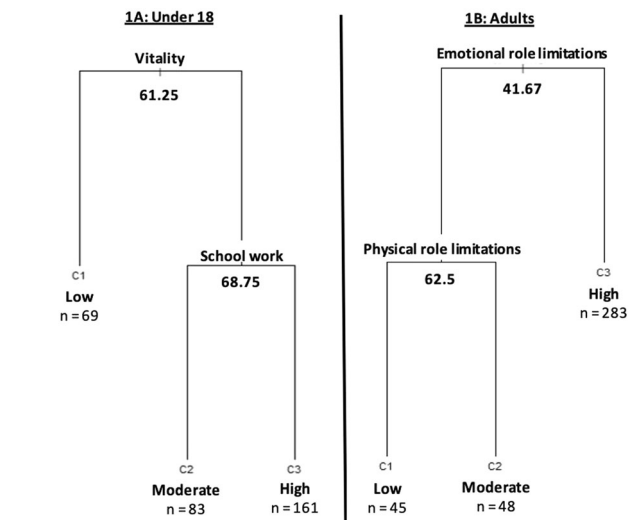 1A: Under 18
Vitality
61.25
C1
Low
n = 69
School work
68.75
C2
Moderate
n = 83
C3
High
n = 161
1B: Adults
Emotional role limitations
41.67
Physical role limitations
62.5
C1
Low
n = 45
C2
Moderate
n = 48
C3
High
n = 283